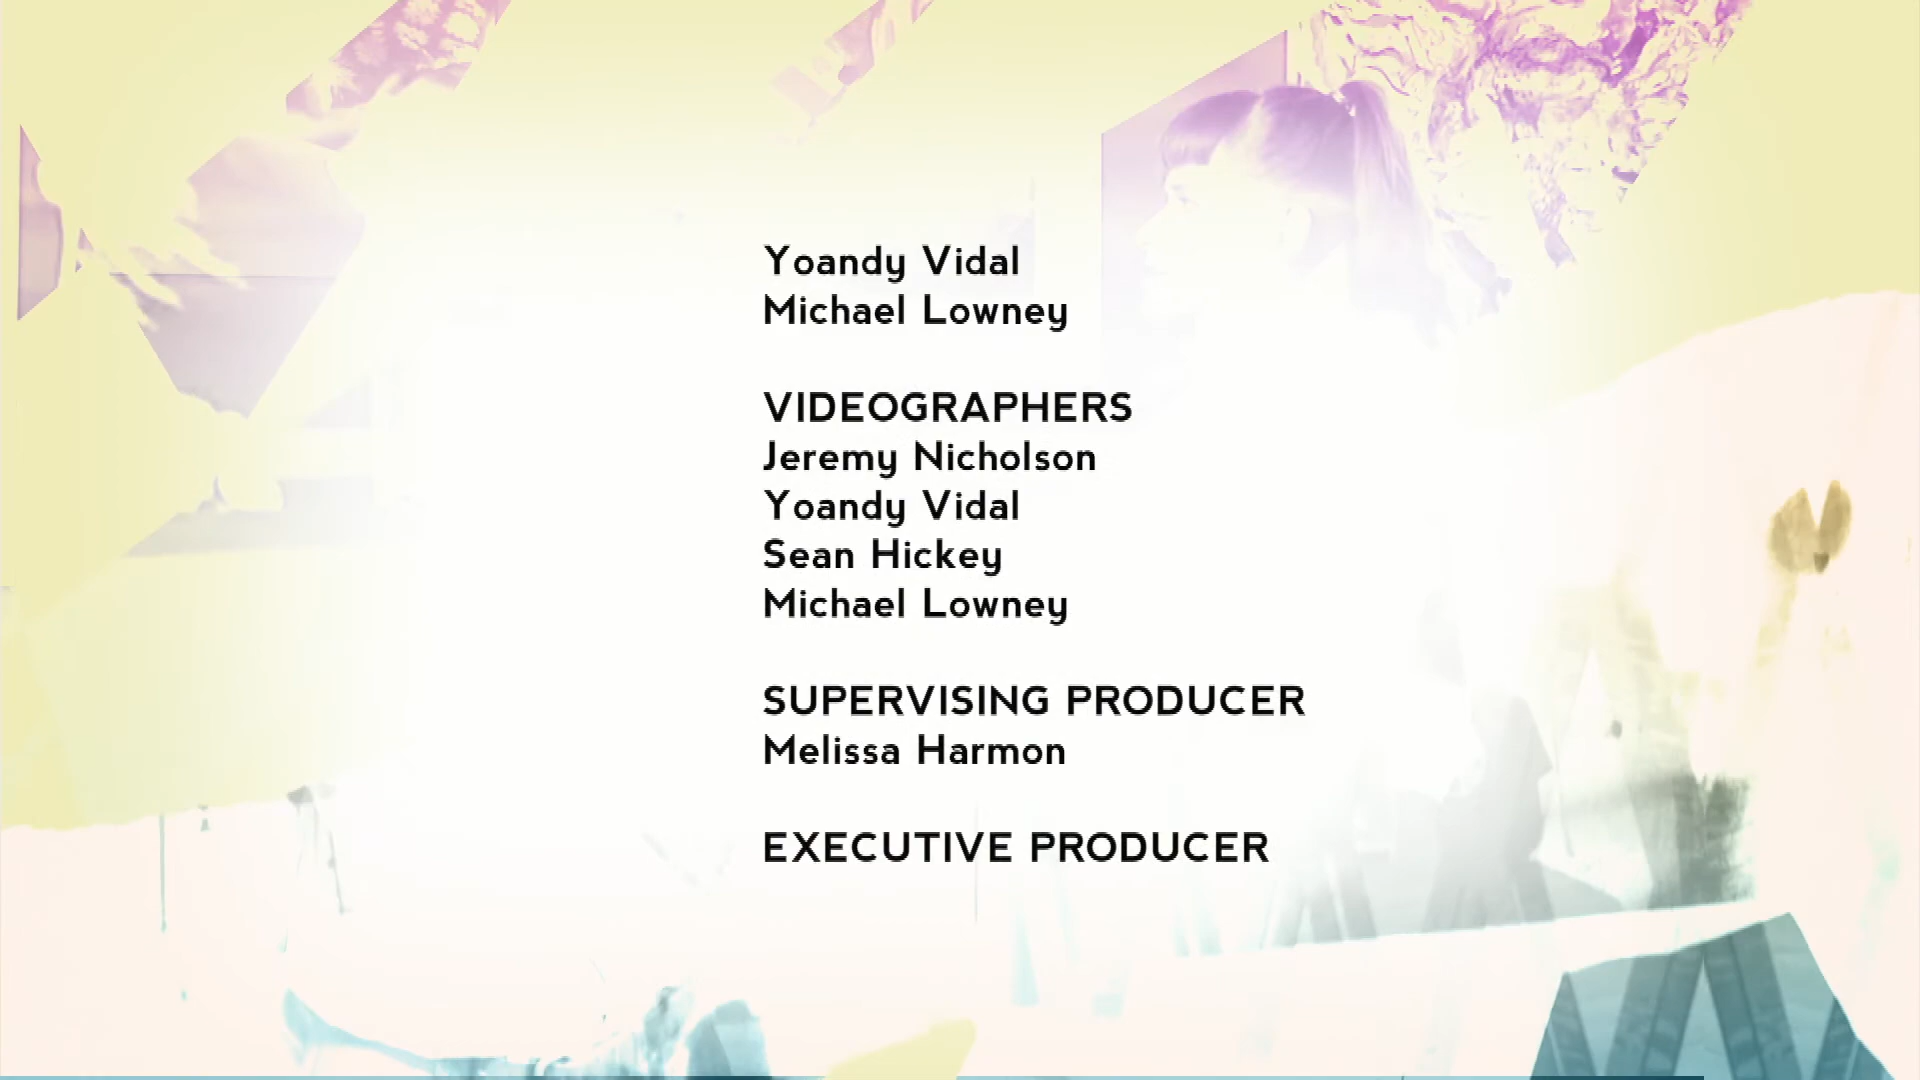 Yoandy Vidal
Michael Lowney
VIDEOGRAPHERS
Jeremy Nicholson
Yoandy Vidal
Sean Hickey
Michael Lowney
SUPERVISING PRODUCER
Melissa Harmon
EXECUTIVE PRODUCER